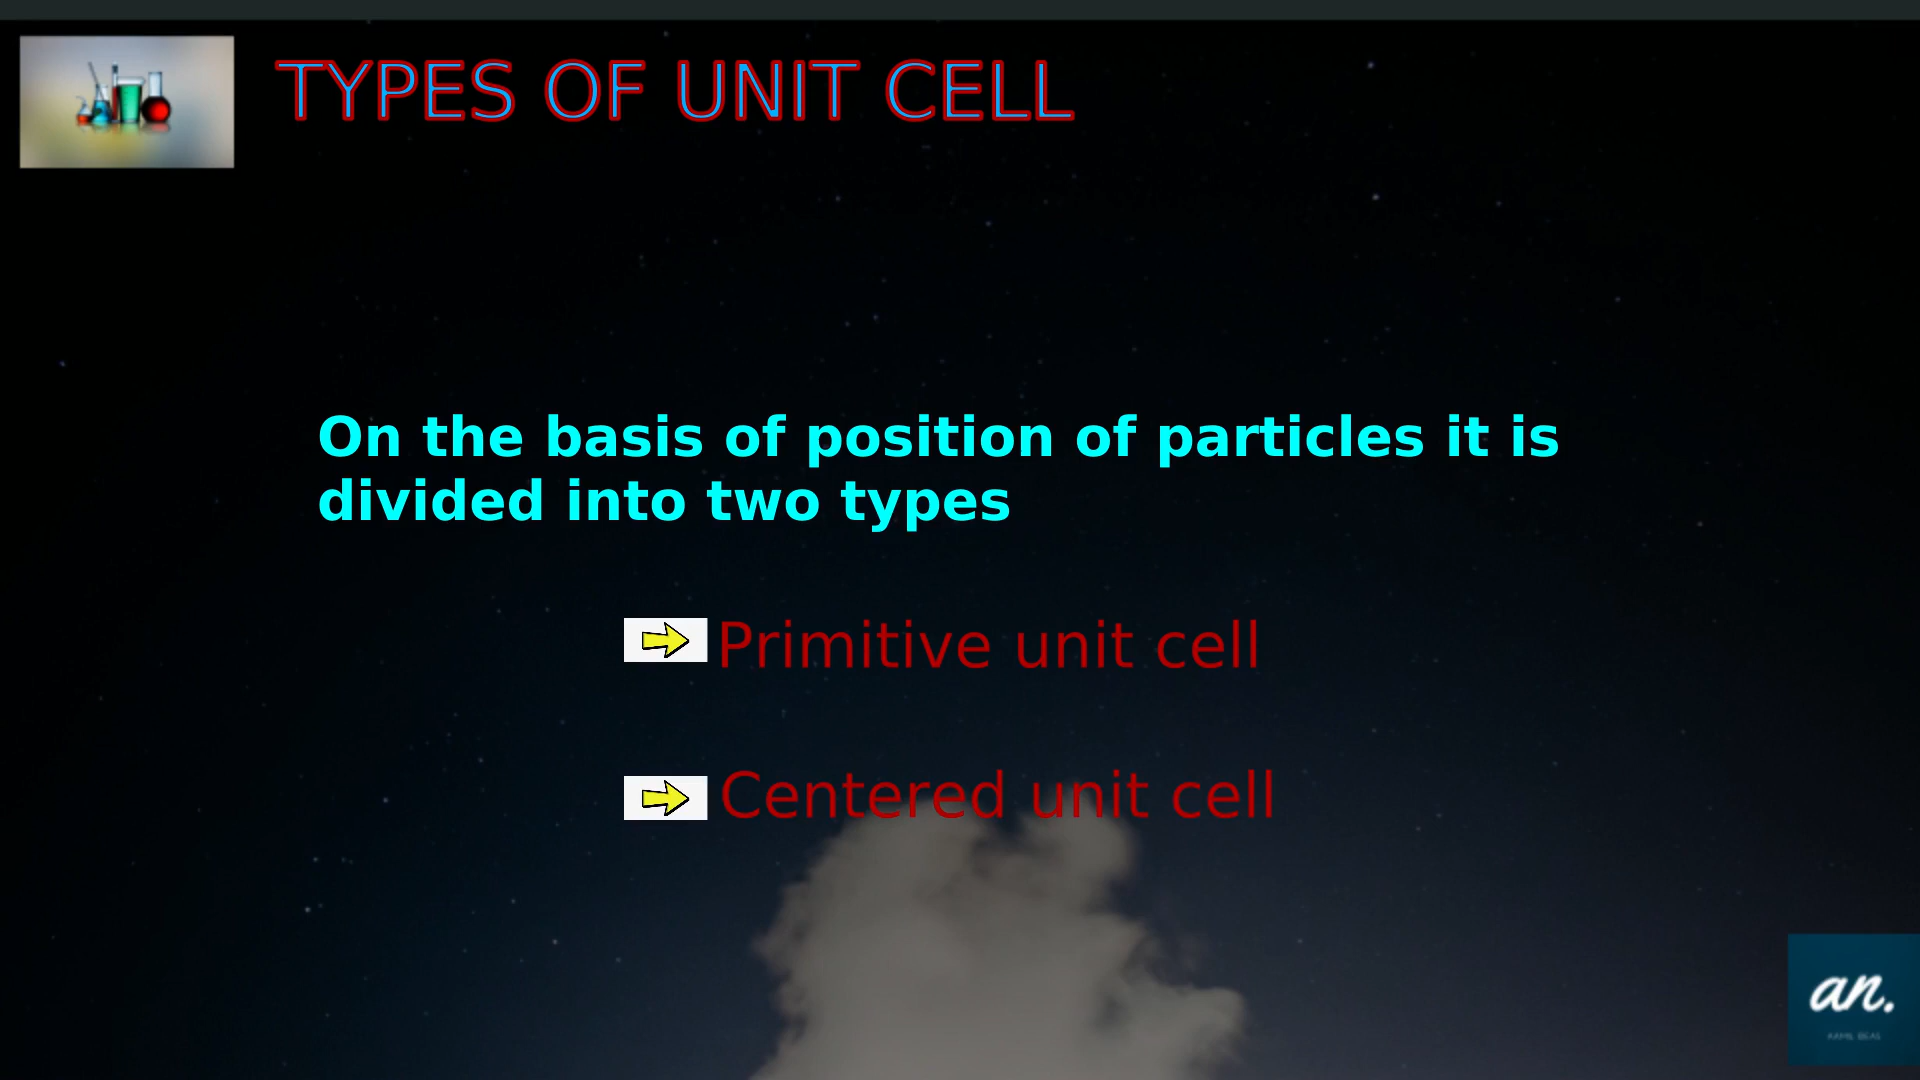 TYPES OF UNIT CELL
On the basis of position of particles it is
divided into two types
Primitive unit cell
Centered unit cell
an.